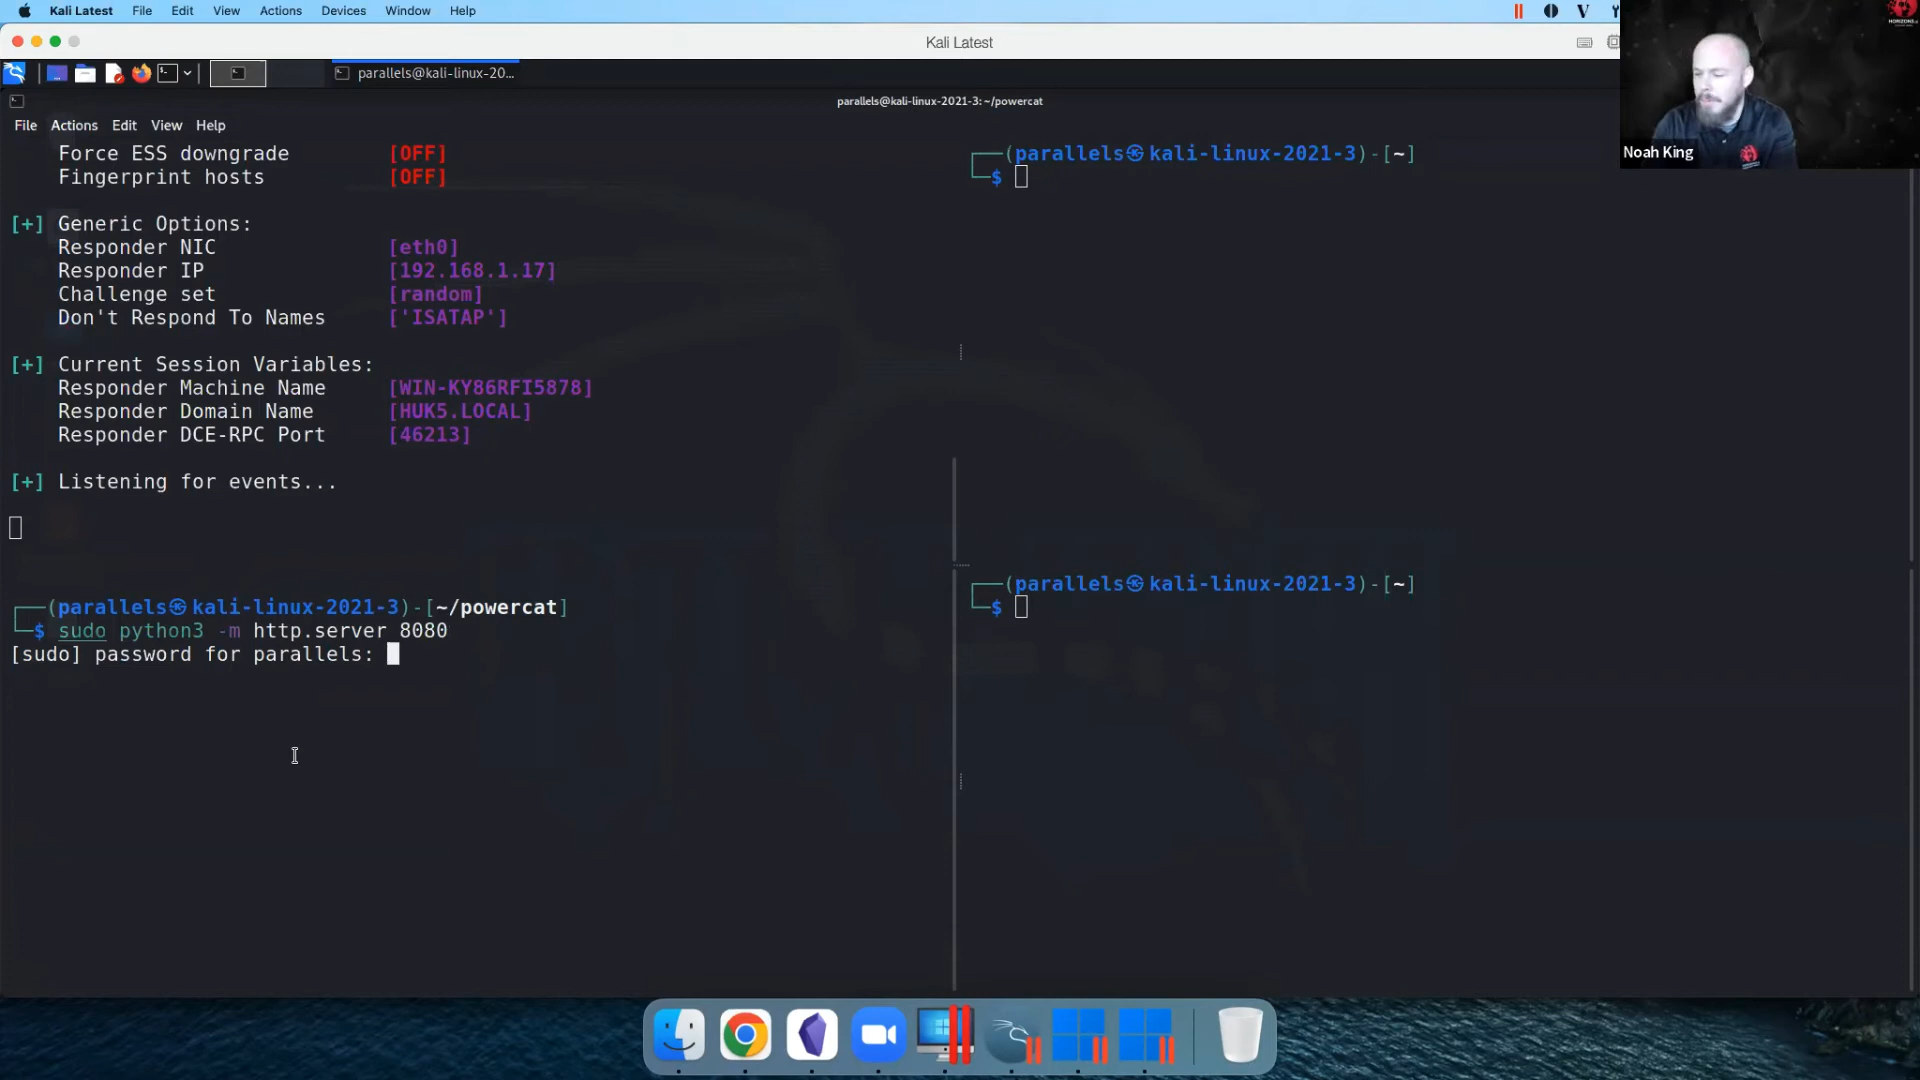 Kali Latest File Edit View Actions Devices Window Help
Kali Latest
parallels@kali-linux-20...
parallels@kali-linux-2021-3: ~/powercat
File Actions Edit View Help
Force ESS downgrade [OFF]
Fingerprint hosts [OFF]
[+] Generic Options:
Responder NIC [eth0]
Responder IP [192.168.1.17]
Challenge set [random]
Don't Respond To Names ['ISATAP']
[+] Current Session Variables:
Responder Machine Name [WIN-KY86RFI5878]
Responder Domain Name [HUK5.LOCAL]
Responder DCE-RPC Port [46213]
[+] Listening for events...
(parallels㉿kali-linux-2021-3)-[~/powercat]
$ sudo python3 -m http.server 8080
[sudo] password for parallels:
(parallels㉿kali-linux-2021-3)-[~]
$
(parallels㉿kali-linux-2021-3)-[~]
$
Noah King